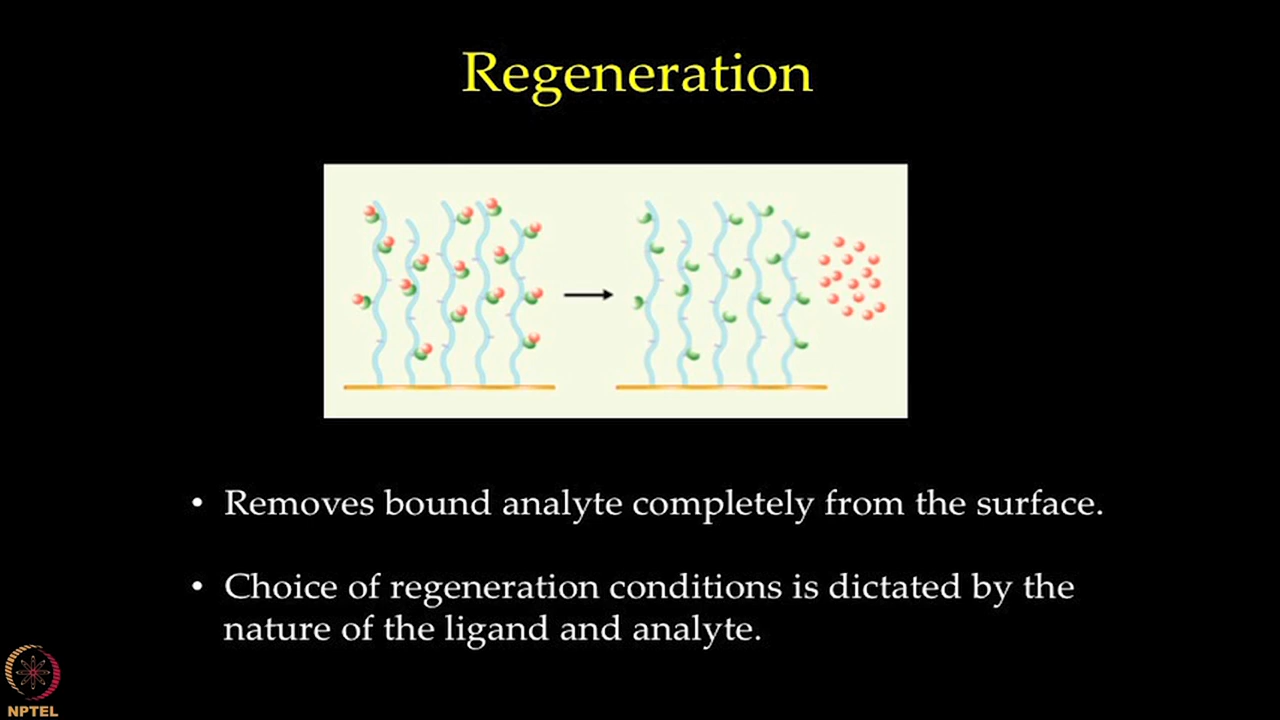 Regeneration
• Removes bound analyte completely from the surface.
• Choice of regeneration conditions is dictated by the
nature of the ligand and analyte.
NPTEL